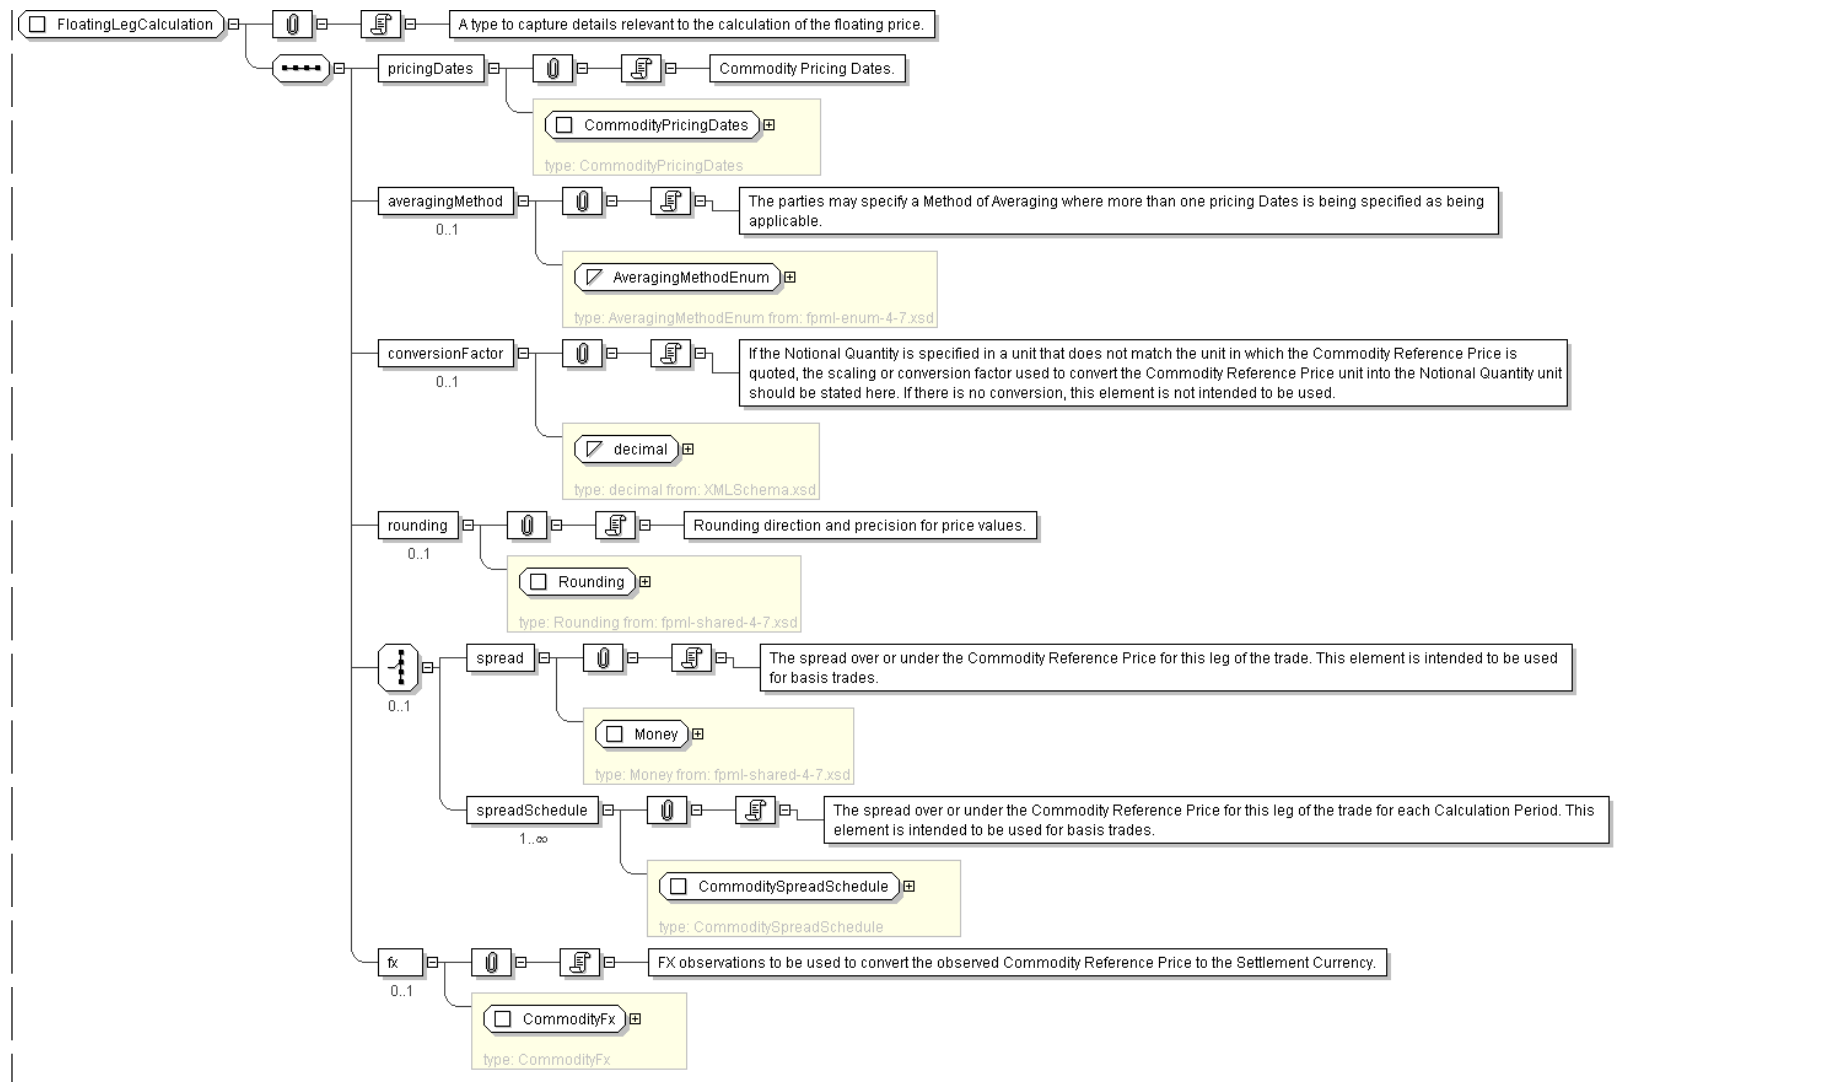 FloatingLegCalculation
A type to capture details relevant to the calculation of the floating price.
pricingDates
Commodity Pricing Dates.
CommodityPricingDates
type: CommodityPricingDates
averagingMethod
0..1
The parties may specify a Method of Averaging where more than one pricing Dates is being specified as being
applicable.
AveragingMethodEnum
type: AveragingMethodEnum from: fpml-enum-4-7.xsd
conversionFactor
0..1
If the Notional Quantity is specified in a unit that does not match the unit in which the Commodity Reference Price is
quoted, the scaling or conversion factor used to convert the Commodity Reference Price unit into the Notional Quantity unit
should be stated here. If there is no conversion, this element is not intended to be used.
decimal
type: decimal from: XMLSchema.xsd
rounding
0..1
Rounding direction and precision for price values.
Rounding
type: Rounding from: fpml-shared-4-7.xsd
0..1
spread
The spread over or under the Commodity Reference Price for this leg of the trade. This element is intended to be used
for basis trades.
Money
type: Money from: fpml-shared-4-7.xsd
spreadSchedule
1..∞
The spread over or under the Commodity Reference Price for this leg of the trade for each Calculation Period. This
element is intended to be used for basis trades.
CommoditySpreadSchedule
type: CommoditySpreadSchedule
fx
0..1
FX observations to be used to convert the observed Commodity Reference Price to the Settlement Currency.
CommodityFx
type: CommodityFx